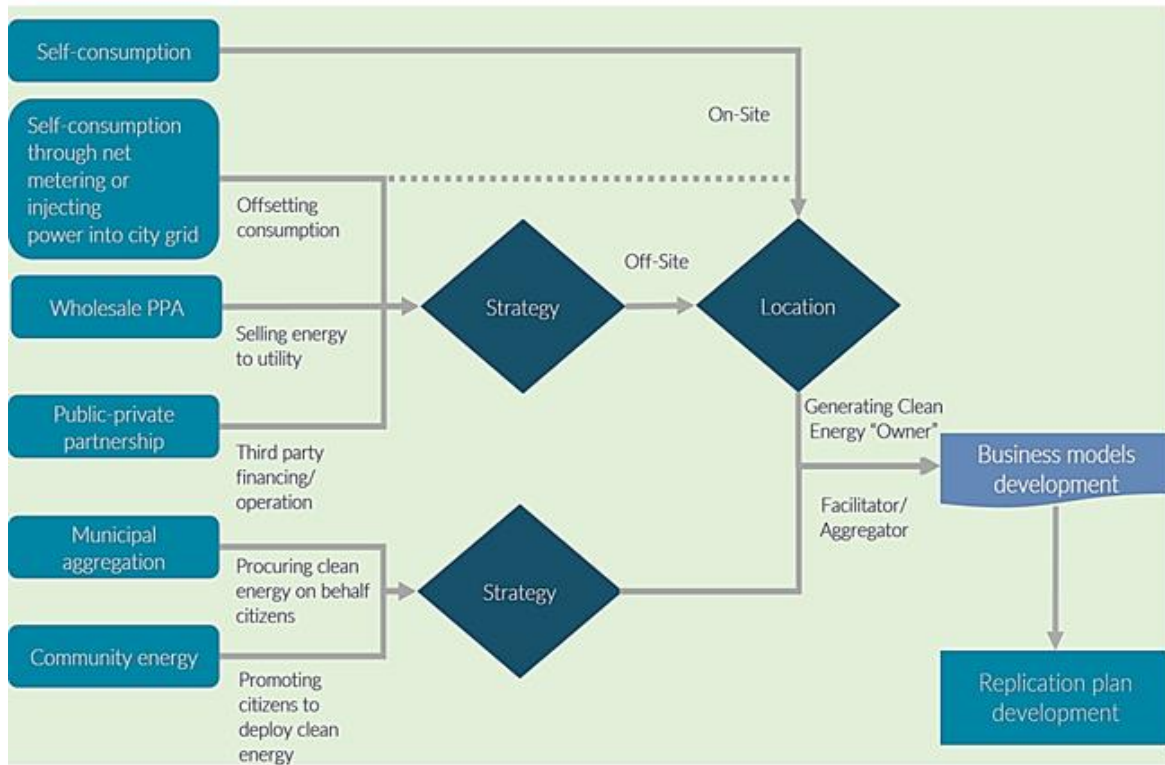 Self-consumption
On-Site
Self-consumption
through net
metering or
injecting
power into city grid
Offsetting
consumption
Off-Site
Wholesale PPA
Strategy
Location
Selling energy
to utility
Public-private
partnership
Third party
financing/
operation
Generating Clean
Energy "Owner"
Business models
development
Facilitator/
Aggregator
Municipal
aggregation
Procuring clean
energy on behalf
citizens
Strategy
Community energy
Promoting
citizens to
deploy clean
energy
Replication plan
development